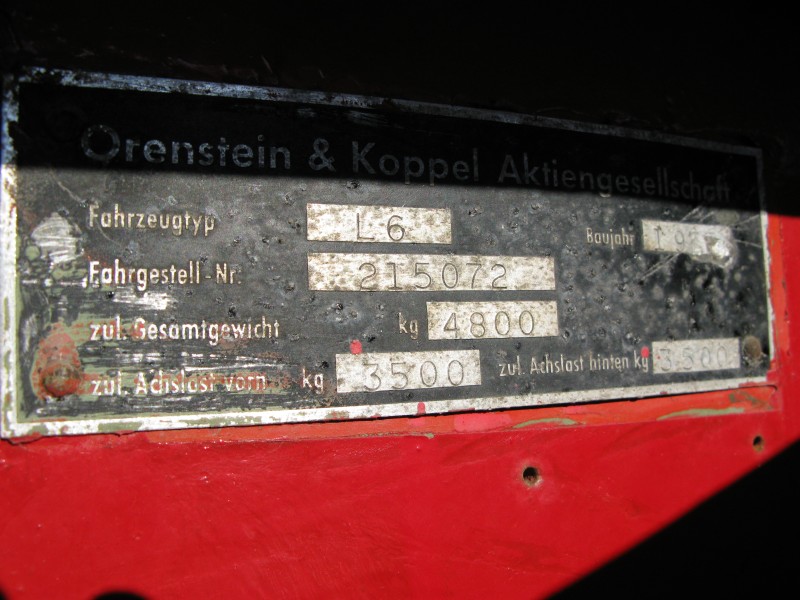 Orenstein & Koppel Aktiengesellschaft
Fahrzeugtyp L6 Baujahr
Fahrgestell-Nr. 215072
zul. Gesamtgewicht kg 4800
zul. Achslast vorn kg 3500 zul. Achslast hinten kg